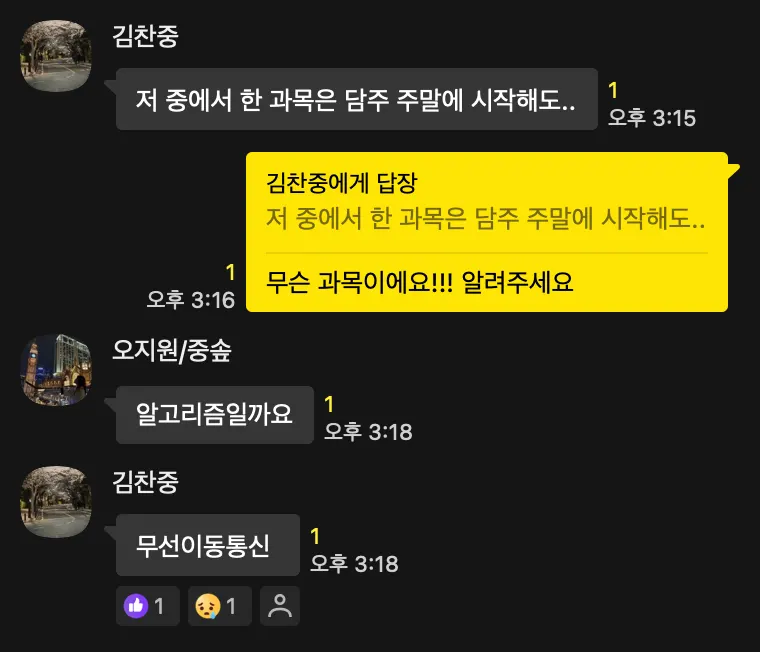 김찬중
저 중에서 한 과목은 담주 주말에 시작해도..
1
오후 3:15
김찬중에게 답장
저 중에서 한 과목은 담주 주말에 시작해도..
무슨 과목이에요!!! 알려주세요
1
오후 3:16
오지원/중솦
알고리즘일까요
1
오후 3:18
김찬중
무선이동통신
1
오후 3:18
1 1